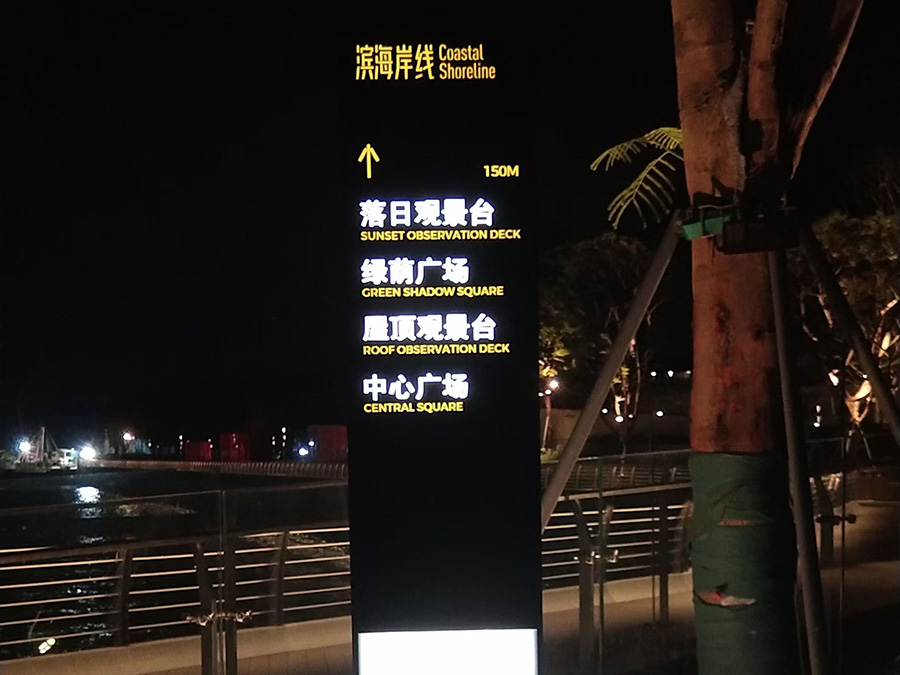 滨海岸线 Coastal
Shoreline
↑ 150M
落日观景台
SUNSET OBSERVATION DECK
绿荫广场
GREEN SHADOW SQUARE
屋顶观景台
ROOF OBSERVATION DECK
中心广场
CENTRAL SQUARE